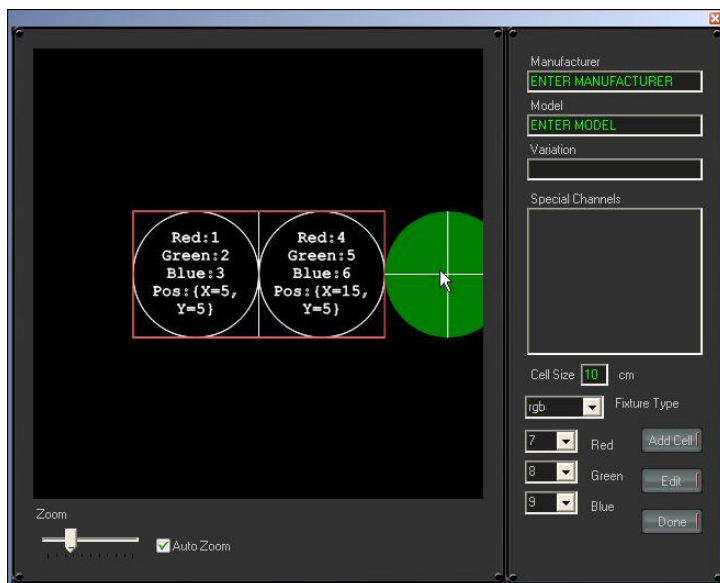 Manufacturer
ENTER MANUFACTURER
Model
ENTER MODEL
Variation
Special Channels
Red:1
Green:2
Blue:3
Pos:{X=5,
Y=5}
Red:4
Green:5
Blue:6
Pos:{X=15,
Y=5}
Cell Size 10 cm
rgb Fixture Type
7 Red Add Cell
8 Green Edit
9 Blue
Done
Zoom
Auto Zoom